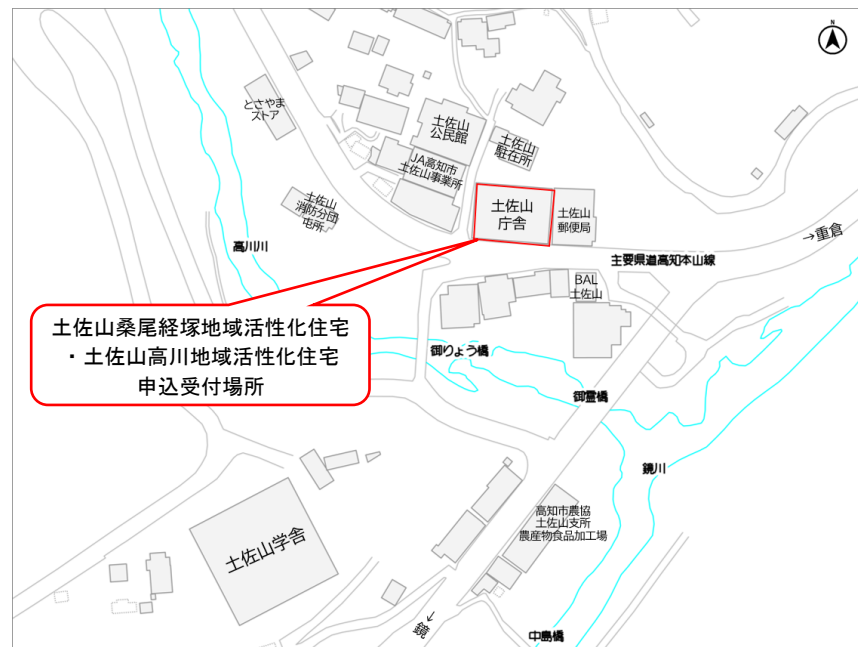 N
とさやま
ストア
土佐山
公民館
土佐山
駐在所
JA高知市
土佐山事業所
土佐山
消防分団
屯所
土佐山
庁舎
土佐山
郵便局
→重倉
高川川
主要県道高知本山線
BAL
土佐山
土佐山桑尾経塚地域活性化住宅
・土佐山高川地域活性化住宅
申込受付場所
御りょう橋
御霊橋
鏡川
高知市農協
土佐山支所
農産物食品加工場
土佐山学舎
→鏡
中島橋